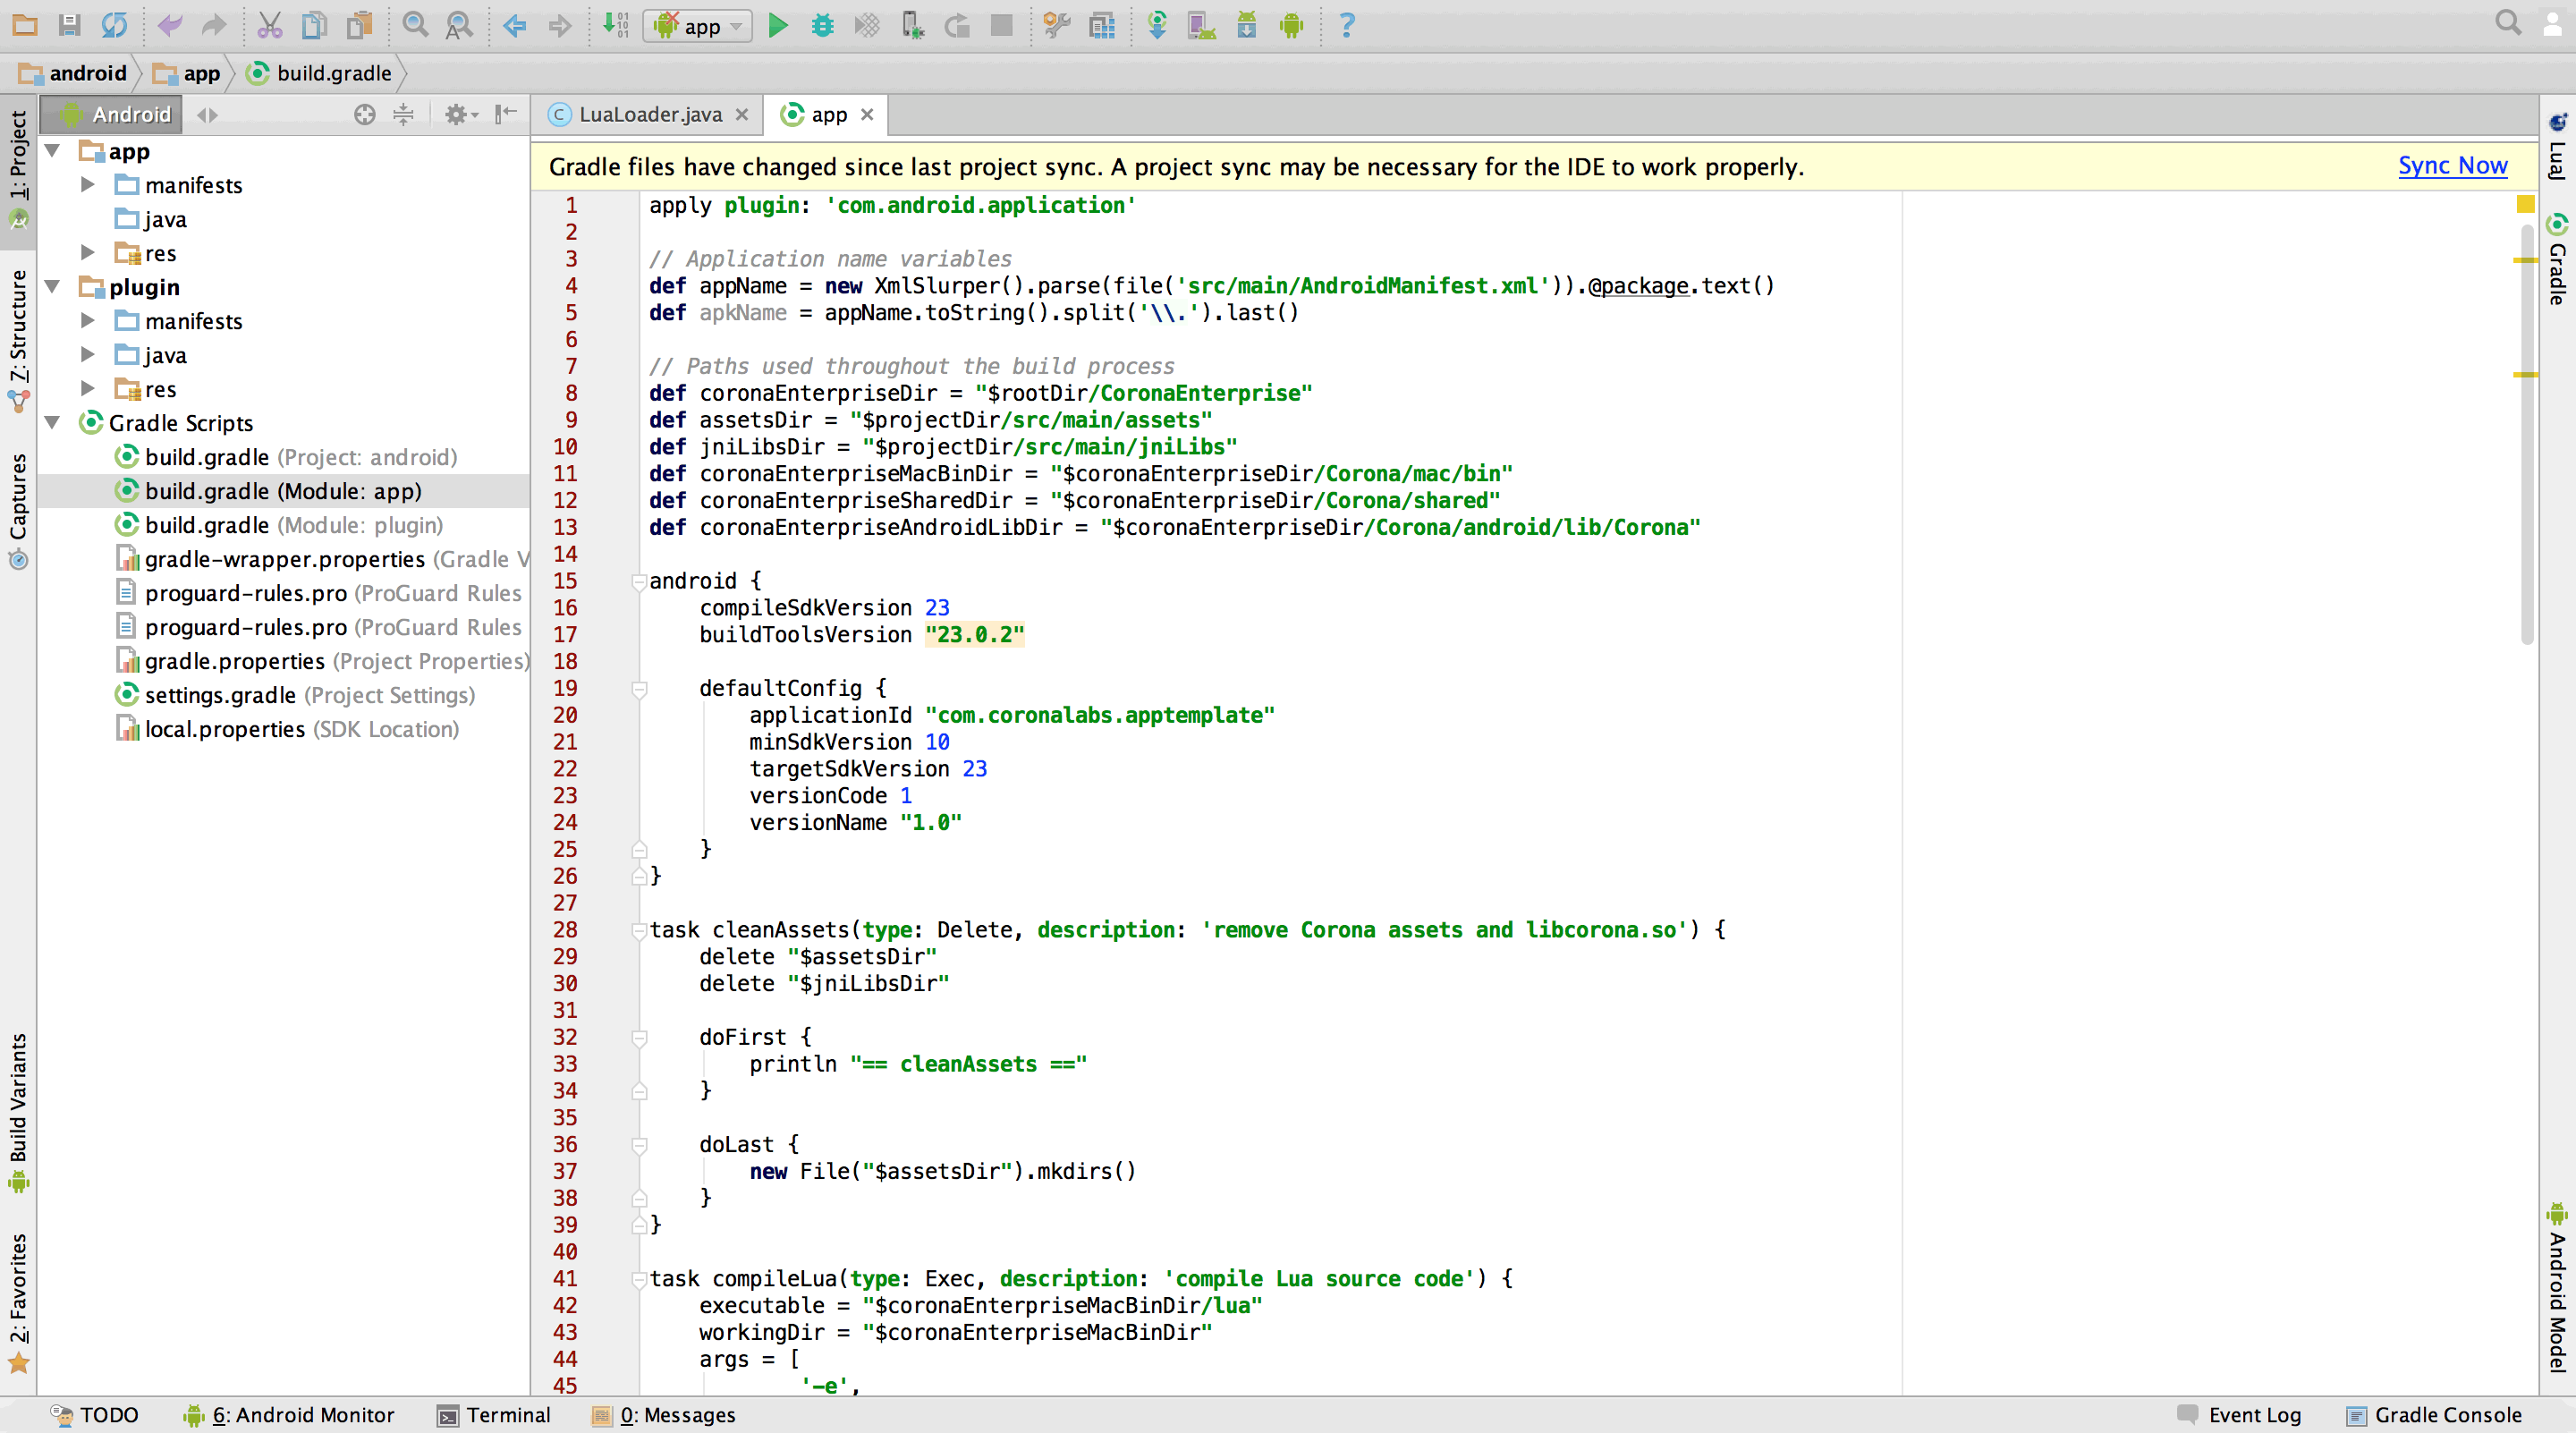 app
android
app
build.gradle
Android
LuaLoader.java
app
1: Project
7: Structure
Captures
Build Variants
2: Favorites
app
manifests
java
res
plugin
manifests
java
res
Gradle Scripts
build.gradle (Project: android)
build.gradle (Module: app)
build.gradle (Module: plugin)
gradle-wrapper.properties (Gradle V
proguard-rules.pro (ProGuard Rules
proguard-rules.pro (ProGuard Rules
gradle.properties (Project Properties)
settings.gradle (Project Settings)
local.properties (SDK Location)
Gradle files have changed since last project sync. A project sync may be necessary for the IDE to work properly.
Sync Now
1 apply plugin: 'com.android.application'
2
3 // Application name variables
4 def appName = new XmlSlurper().parse(file('src/main/AndroidManifest.xml')).@package.text()
5 def apkName = appName.toString().split('\\.').last()
6
7 // Paths used throughout the build process
8 def coronaEnterpriseDir = "$rootDir/CoronaEnterprise"
9 def assetsDir = "$projectDir/src/main/assets"
10 def jniLibsDir = "$projectDir/src/main/jniLibs"
11 def coronaEnterpriseMacBinDir = "$coronaEnterpriseDir/Corona/mac/bin"
12 def coronaEnterpriseSharedDir = "$coronaEnterpriseDir/Corona/shared"
13 def coronaEnterpriseAndroidLibDir = "$coronaEnterpriseDir/Corona/android/lib/Corona"
14
15 android {
16 compileSdkVersion 23
17 buildToolsVersion "23.0.2"
18
19 defaultConfig {
20 applicationId "com.coronalabs.apptemplate"
21 minSdkVersion 10
22 targetSdkVersion 23
23 versionCode 1
24 versionName "1.0"
25 }
26 }
27
28 task cleanAssets(type: Delete, description: 'remove Corona assets and libcorona.so') {
29 delete "$assetsDir"
30 delete "$jniLibsDir"
31
32 doFirst {
33 println "== cleanAssets =="
34 }
35
36 doLast {
37 new File("$assetsDir").mkdirs()
38 }
39 }
40
41 task compileLua(type: Exec, description: 'compile Lua source code') {
42 executable = "$coronaEnterpriseMacBinDir/lua"
43 workingDir = "$coronaEnterpriseMacBinDir"
44 args = [
45 '-e',
LuaJ
Gradle
Android Model
TODO
6: Android Monitor
Terminal
0: Messages
Event Log
Gradle Console